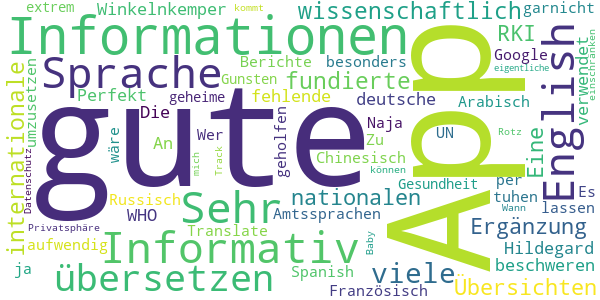 extrem
kommt
Winkelnkemper
wissenschaftlich
garnicht
Informationen
App
English
RKI
Google
eigentliche
einschränken
verwendet
internationale
umzusetzen
Sprache
Berichte
besonders
Gunsten
fundierte
Perfekt
geheime
fehlende
deutsche
Arabisch
gute
Die
Naja
UN
Rotz
An
Wer
geholfen
Zu
wäre
Chinesisch
Eine
mich
Track
können
Datenschutz
Russisch
Gesundheit
per
Es
Sehr
nationalen
tuhen
Wann
lassen
WHO
Amtssprachen
Ergänzung
Privatsphäre
Translate
aufwendig
Informativ
Baby
Hildegard
ja
übersetzen
Spanish
viele
beschweren
Französisch
Übersichten